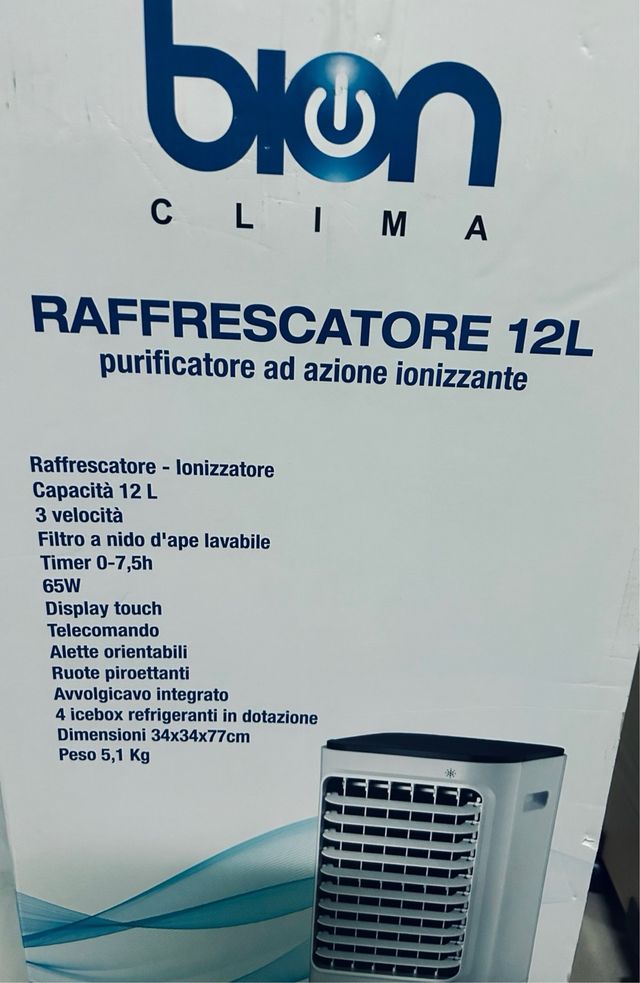 bion
CLIMA
RAFFRESCATORE 12L
purificatore ad azione ionizzante
Raffrescatore - Ionizzatore
Capacità 12 L
3 velocità
Filtro a nido d'ape lavabile
Timer 0-7,5h
65W
Display touch
Telecomando
Alette orientabili
Ruote piroettanti
Avvolgicavo integrato
4 icebox refrigeranti in dotazione
Dimensioni 34x34x77cm
Peso 5,1 Kg